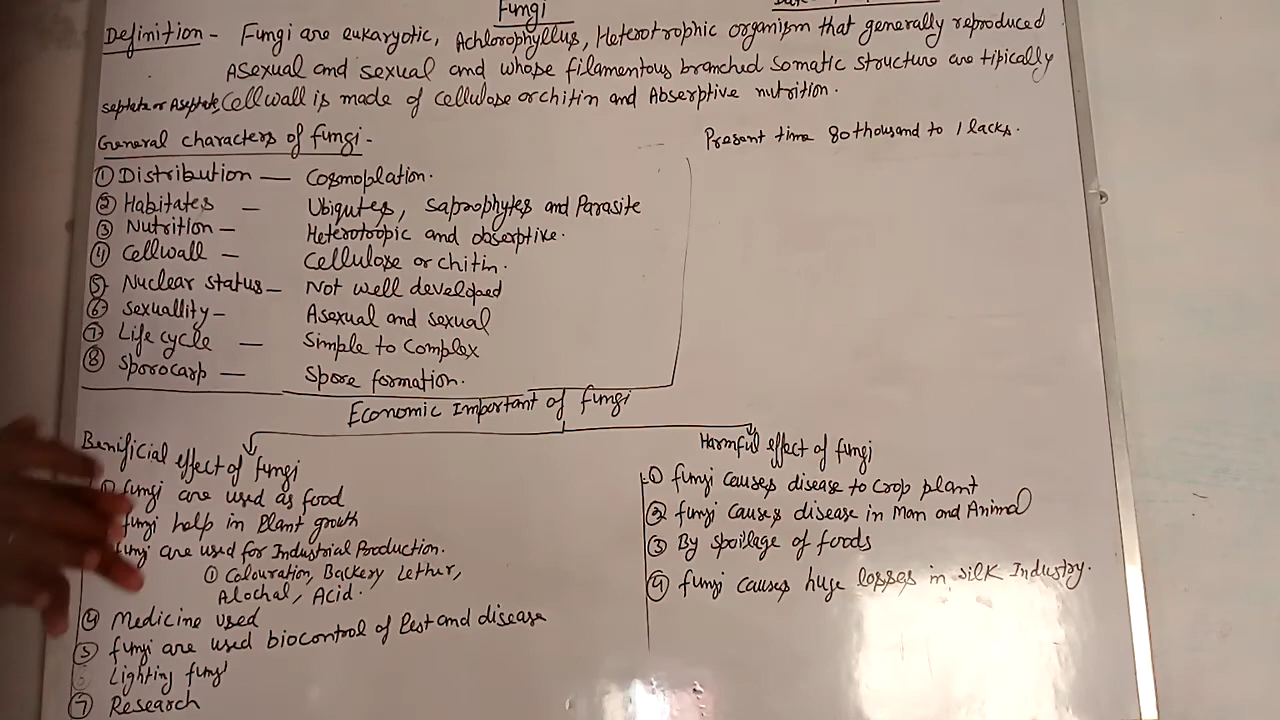 Fungi
Definition - Fungi are eukaryotic, Achlorophyllus, Heterotrophic organism that generally reproduced
Asexual and sexual and whose filamentous branched somatic structure are tipically
septate or Aseptate, Cellwall is made of cellulose or chitin and Abserptive nutrition.
General characters of fungi -
Present time 80 thousand to 1 lacks.
① Distribution — Cosmoplation.
② Habitates — Ubiqutes, saprophytes and Parasite
③ Nutrition — Heterotropic and obserptive.
④ Cellwall — Cellulose or chitin.
⑤ Nuclear status — Not well developed
⑥ sexuallity — Asexual and sexual
⑦ Life cycle — Simple to Complex
⑧ Sporocarp — Spore formation.
Economic Important of fungi
Benificial effect of fungi
① fungi are used as food
fungi help in Plant growth
fungi are used for Industrial Production.
① Colouration, Backery Lether,
Alochal, Acid.
④ Medicine used
⑤ fungi are used biocontrol of Pest and disease
Lighting fungi
⑦ Research
Harmful effect of fungi
① fungi causes disease to crop plant
② fungi causes disease in Man and Animal
③ By spoilage of foods
④ fungi causes huge losses in silk Industry.